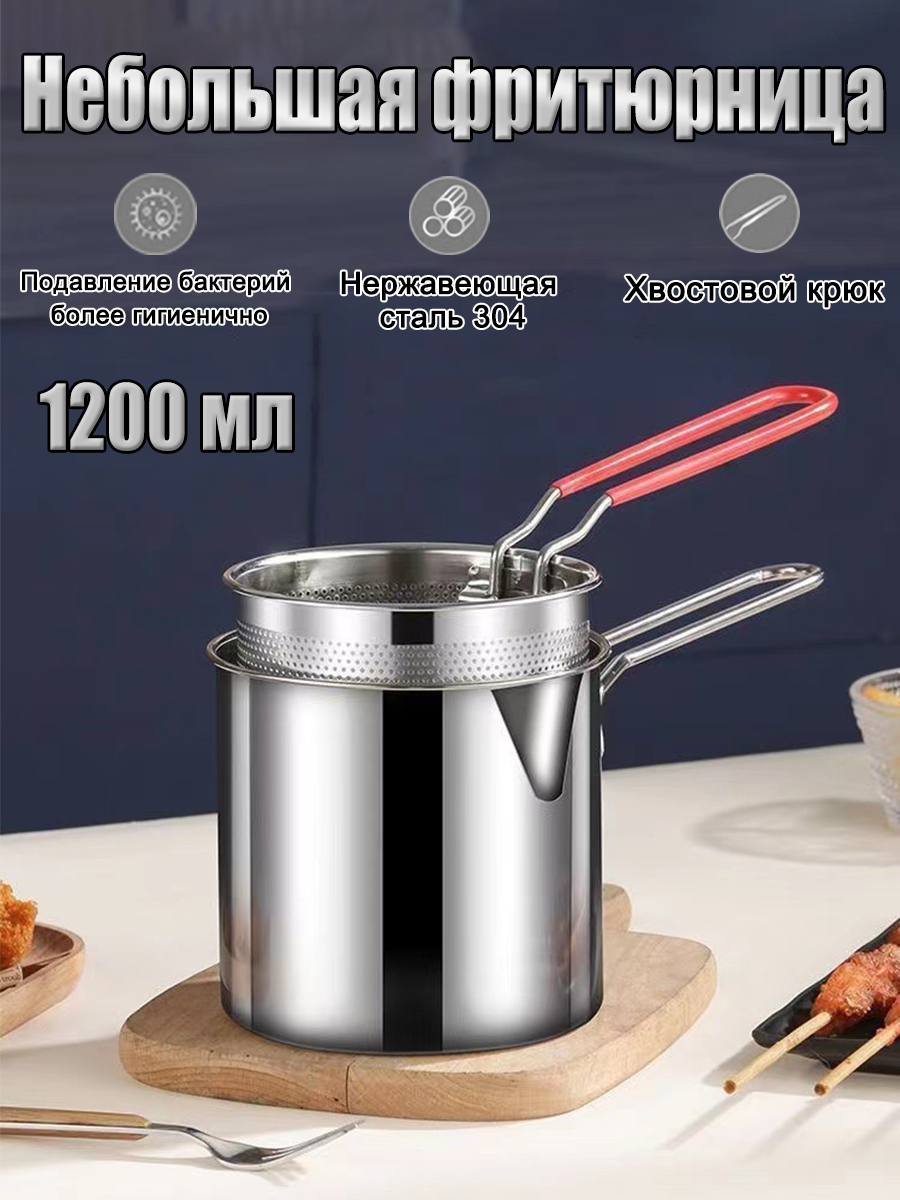 Небольшая фритюрница
Подавление бактерий
более гигиенично
Нержавеющая
сталь 304
Хвостовой крюк
1200 мл